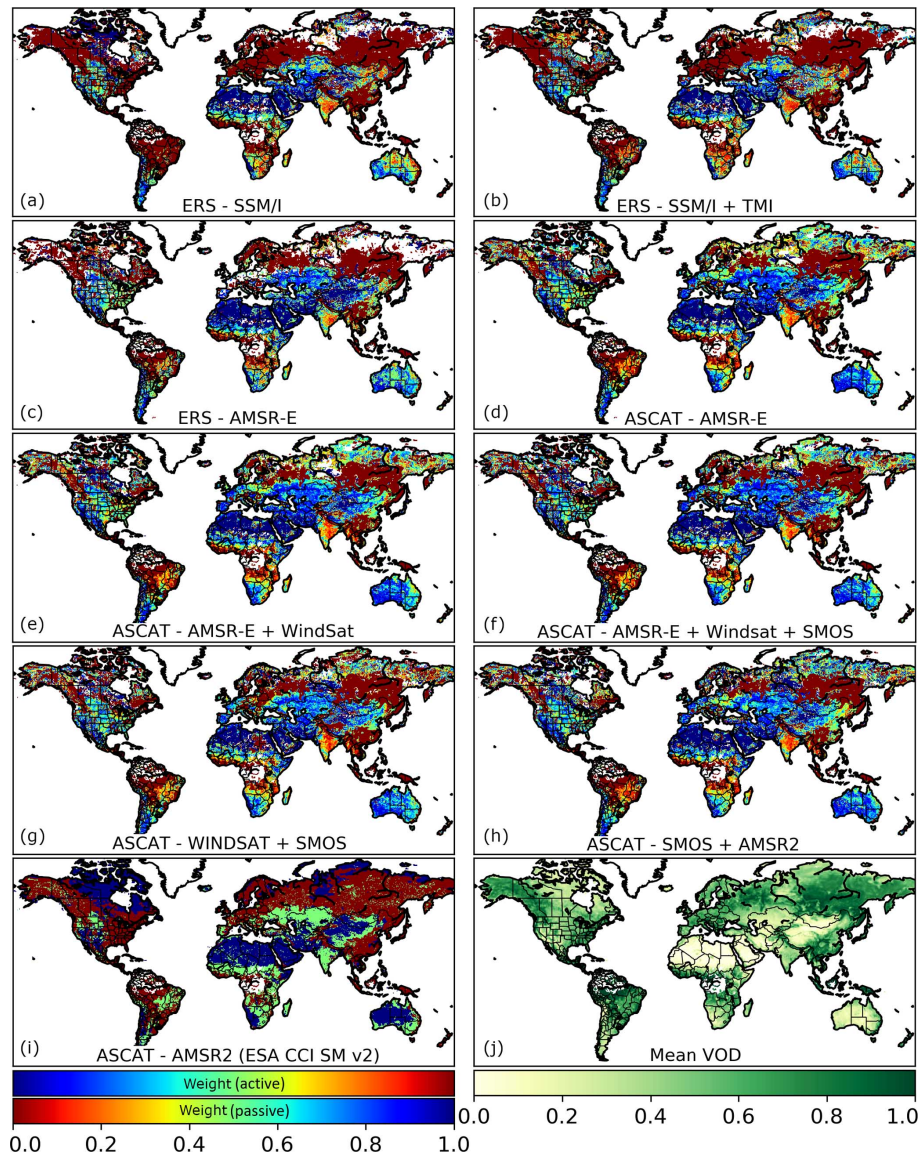 (a)
ERS - SSM/I
(b)
ERS - SSM/I + TMI
(c)
ERS - AMSR-E
(d)
ASCAT - AMSR-E
(e)
ASCAT - AMSR-E + WindSat
(f)
ASCAT - AMSR-E + Windsat + SMOS
(g)
ASCAT - WINDSAT + SMOS
(h)
ASCAT - SMOS + AMSR2
(i)
ASCAT - AMSR2 (ESA CCI SM v2)
(j)
Mean VOD
Weight (active)
Weight (passive)
0.0 0.2 0.4 0.6 0.8 1.0
0.0 0.2 0.4 0.6 0.8 1.0